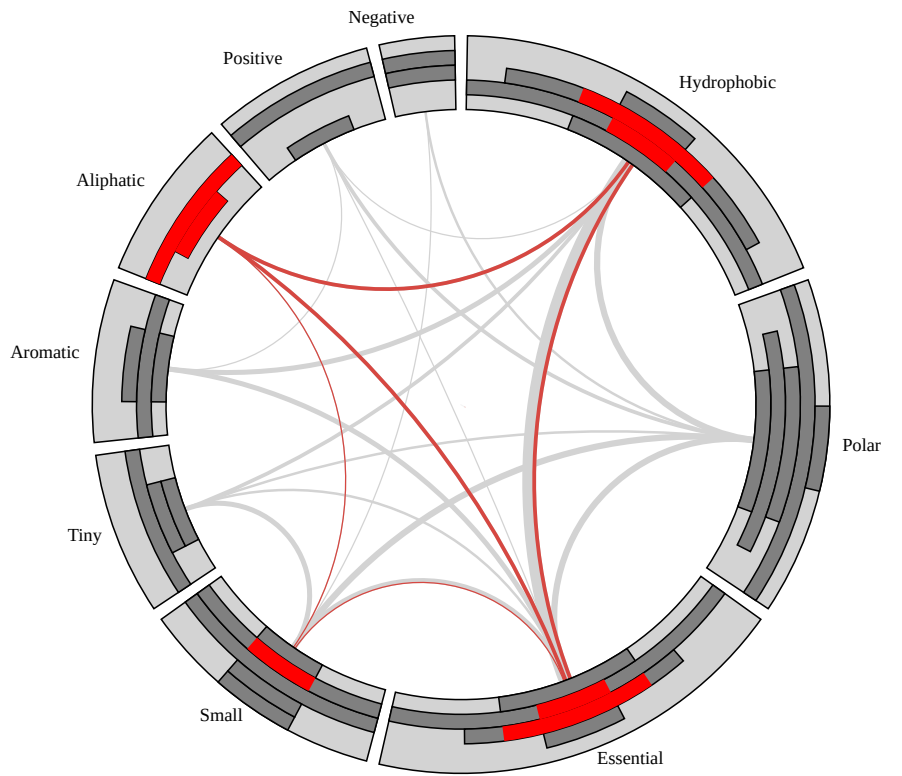 Negative
Positive
Hydrophobic
Aliphatic
Aromatic
Polar
Tiny
Small
Essential